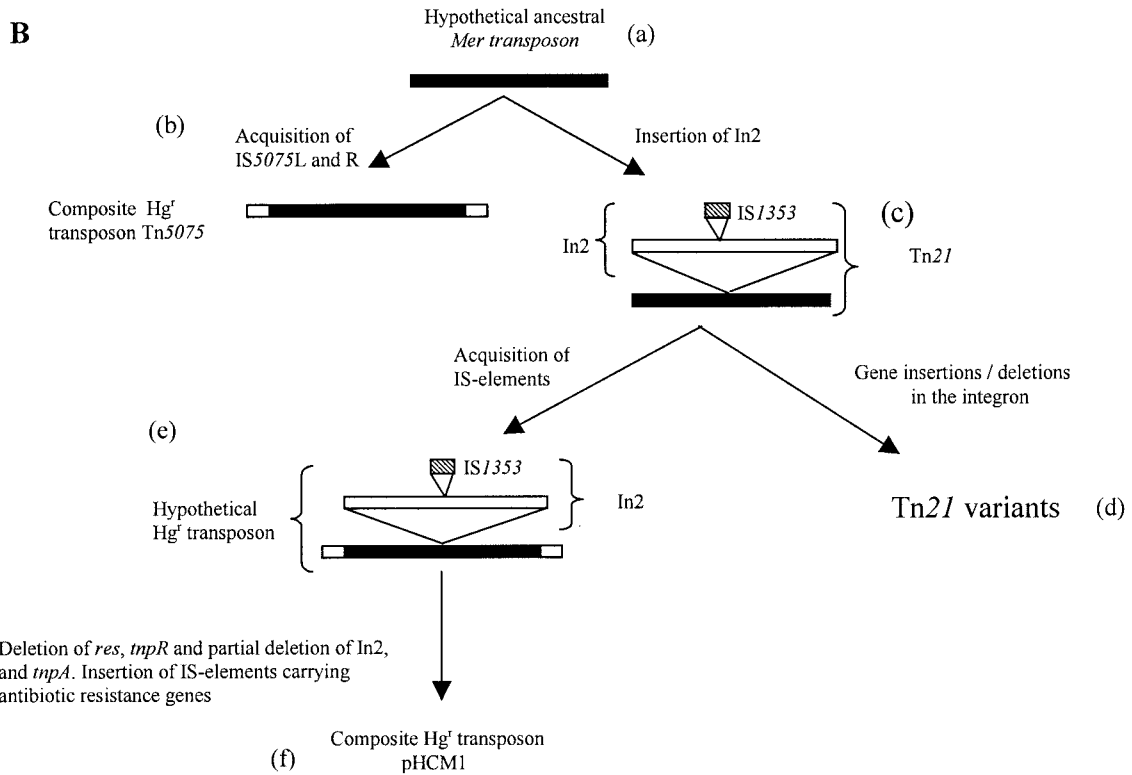 B
Hypothetical ancestral
Mer transposon
(a)
(b)
Acquisition of
IS5075L and R
Insertion of In2
Composite Hgʳ
transposon Tn5075
IS1353
(c)
In2
Tn21
Acquisition of
IS-elements
Gene insertions / deletions
in the integron
(e)
IS1353
Hypothetical
Hgʳ transposon
In2
Tn21 variants
(d)
Deletion of res, tnpR and partial deletion of In2,
and tnpA. Insertion of IS-elements carrying
antibiotic resistance genes
(f)
Composite Hgʳ transposon
pHCM1